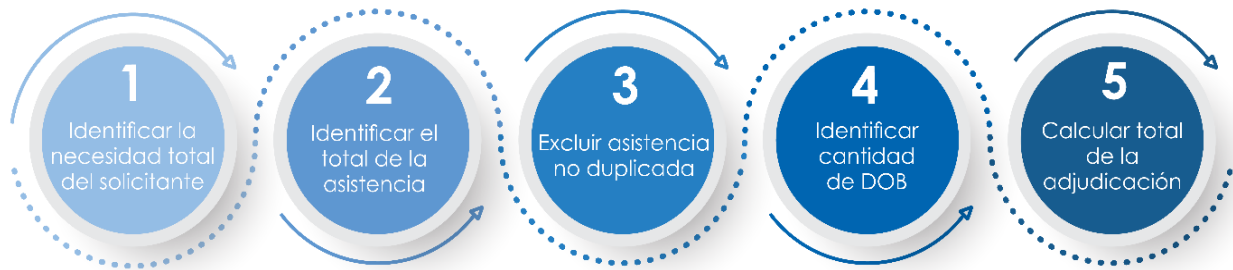 1
Identificar la
necesidad total
del solicitante
2
Identificar el
total de la
asistencia
3
Excluir asistencia
no duplicada
4
Identificar
cantidad
de DOB
5
Calcular total
de la
adjudicación